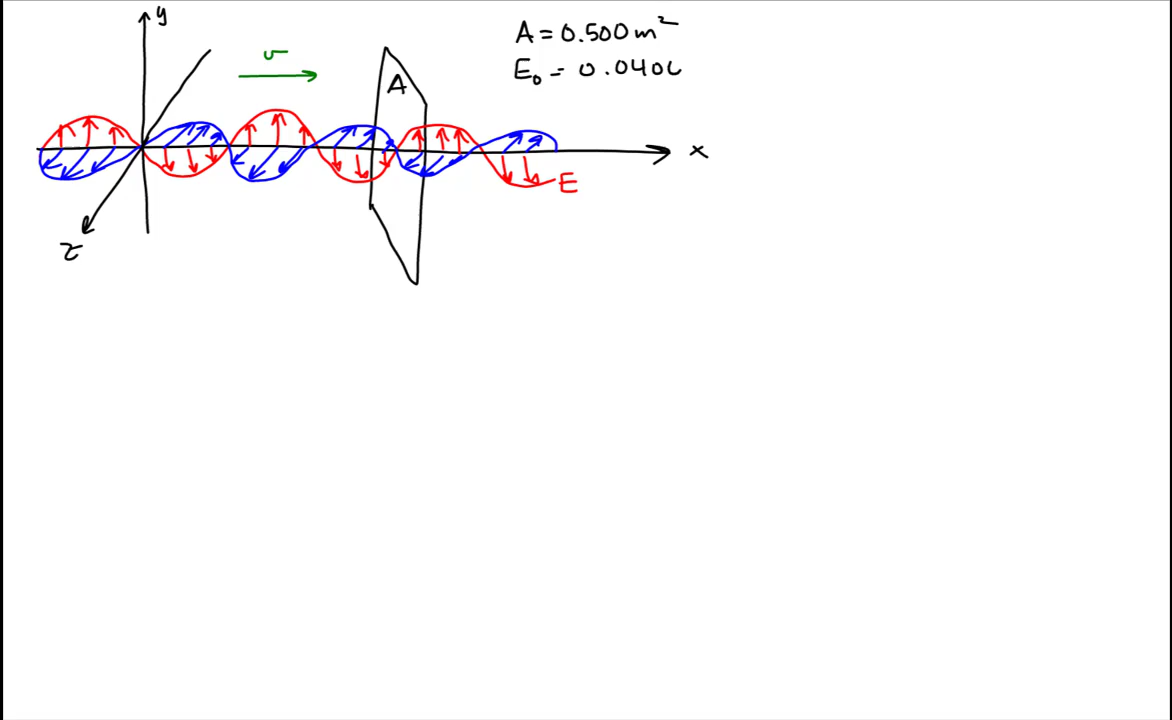 y
v
A = 0.500 m²
E₀ = 0.040
A
x
E
z